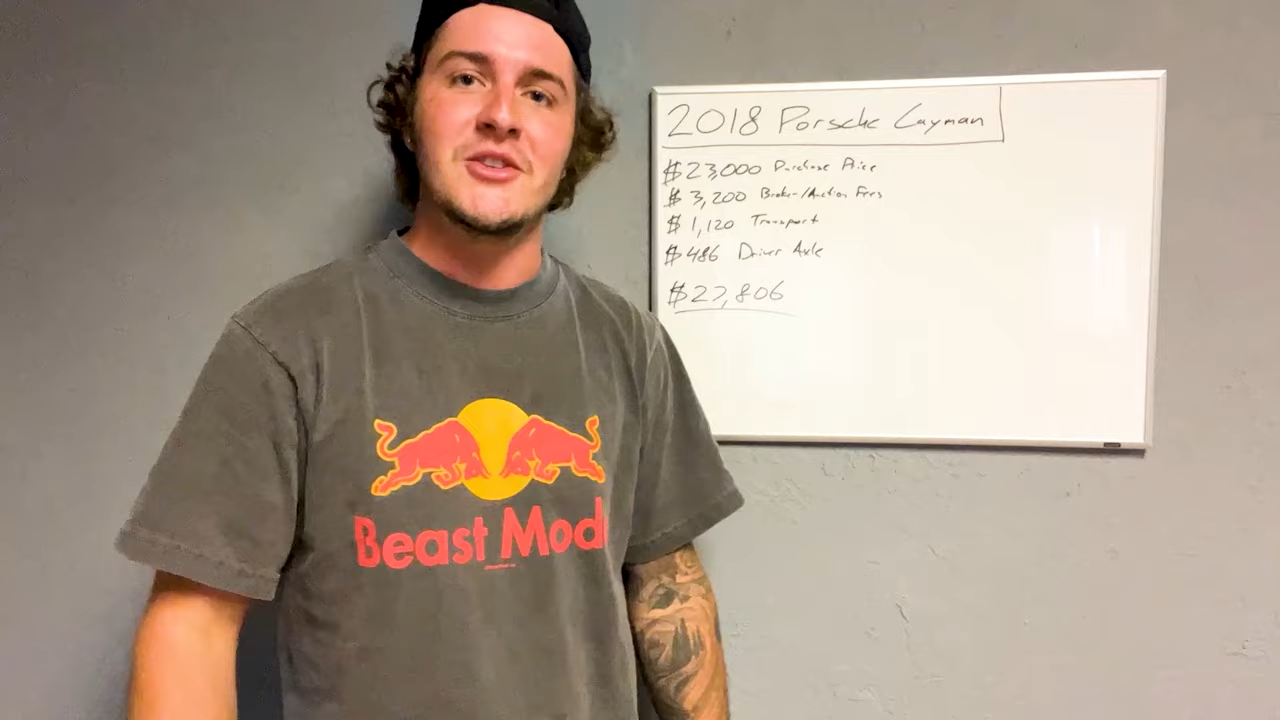 2018 Porsche Cayman
$23,000 Purchase Price
$3,200 Broker/Auction Fees
$1,120 Transport
$486 Driver Axle
$27,806
Beast Mod